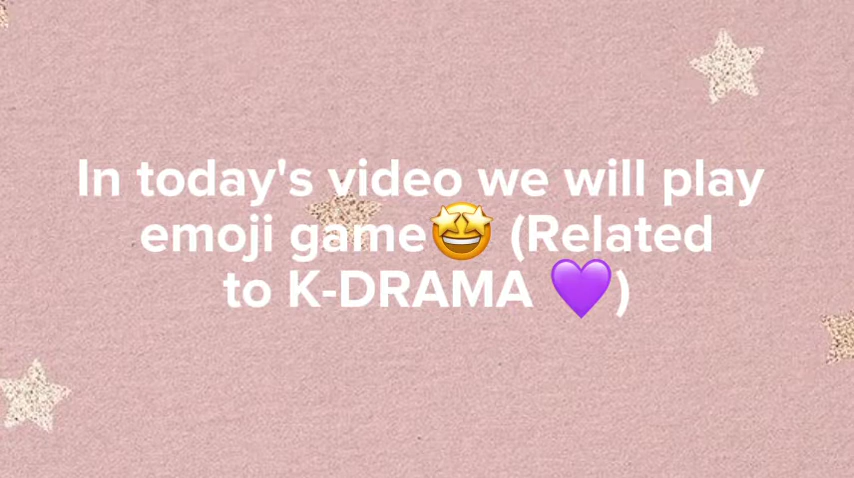 In today's video we will play
emoji game🤩 (Related
to K-DRAMA 💜)